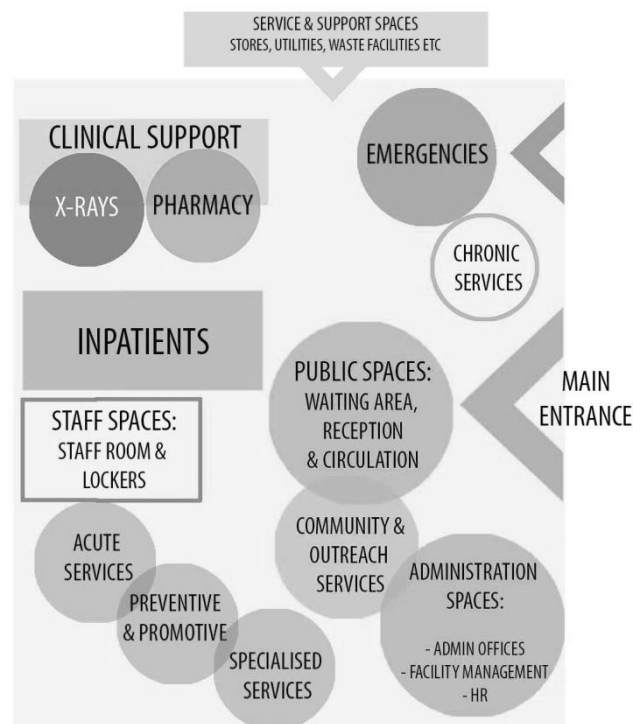 SERVICE & SUPPORT SPACES
STORES, UTILITIES, WASTE FACILITIES ETC
CLINICAL SUPPORT
X-RAYS
PHARMACY
EMERGENCIES
CHRONIC
SERVICES
INPATIENTS
PUBLIC SPACES:
WAITING AREA,
RECEPTION
& CIRCULATION
MAIN
ENTRANCE
STAFF SPACES:
STAFF ROOM &
LOCKERS
ACUTE
SERVICES
PREVENTIVE
& PROMOTIVE
SPECIALISED
SERVICES
COMMUNITY &
OUTREACH
SERVICES
ADMINISTRATION
SPACES:
- ADMIN OFFICES
- FACILITY MANAGEMENT
- HR